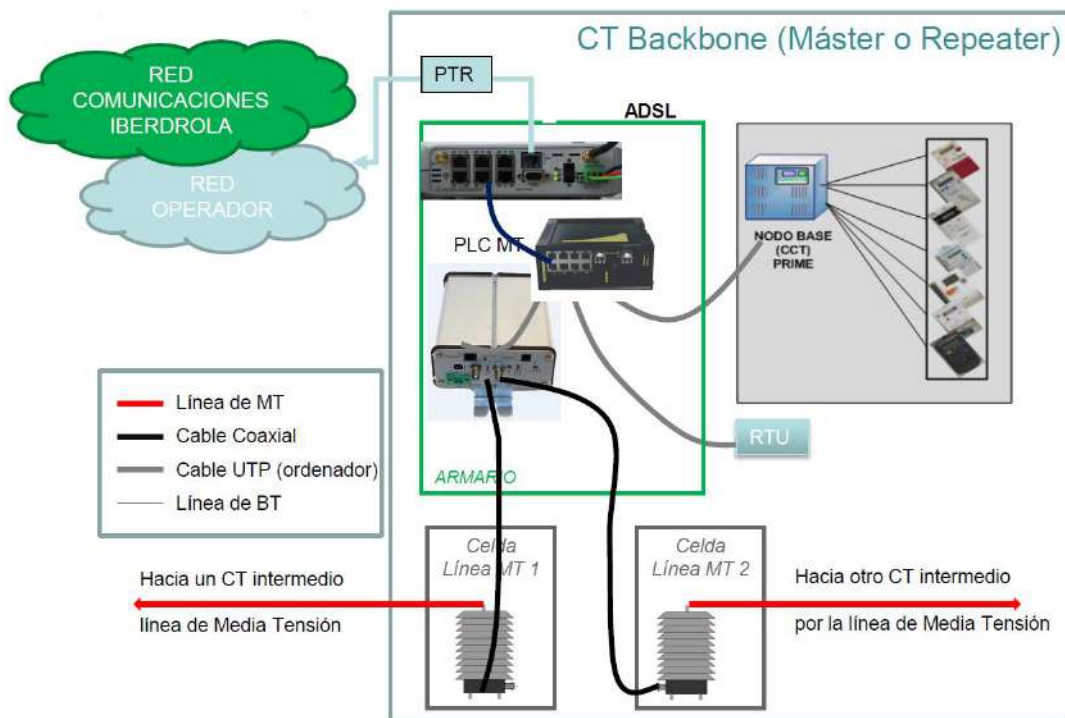 CT Backbone (Máster o Repeater)
RED
COMUNICACIONES
IBERDROLA
RED
OPERADOR
PTR
ADSL
PLC MT
NODO BASE
(CCT)
PRIME
RTU
ARMARIO
Línea de MT
Cable Coaxial
Cable UTP (ordenador)
Línea de BT
Celda
Línea MT 1
Celda
Línea MT 2
Hacia un CT intermedio
línea de Media Tensión
Hacia otro CT intermedio
por la línea de Media Tensión